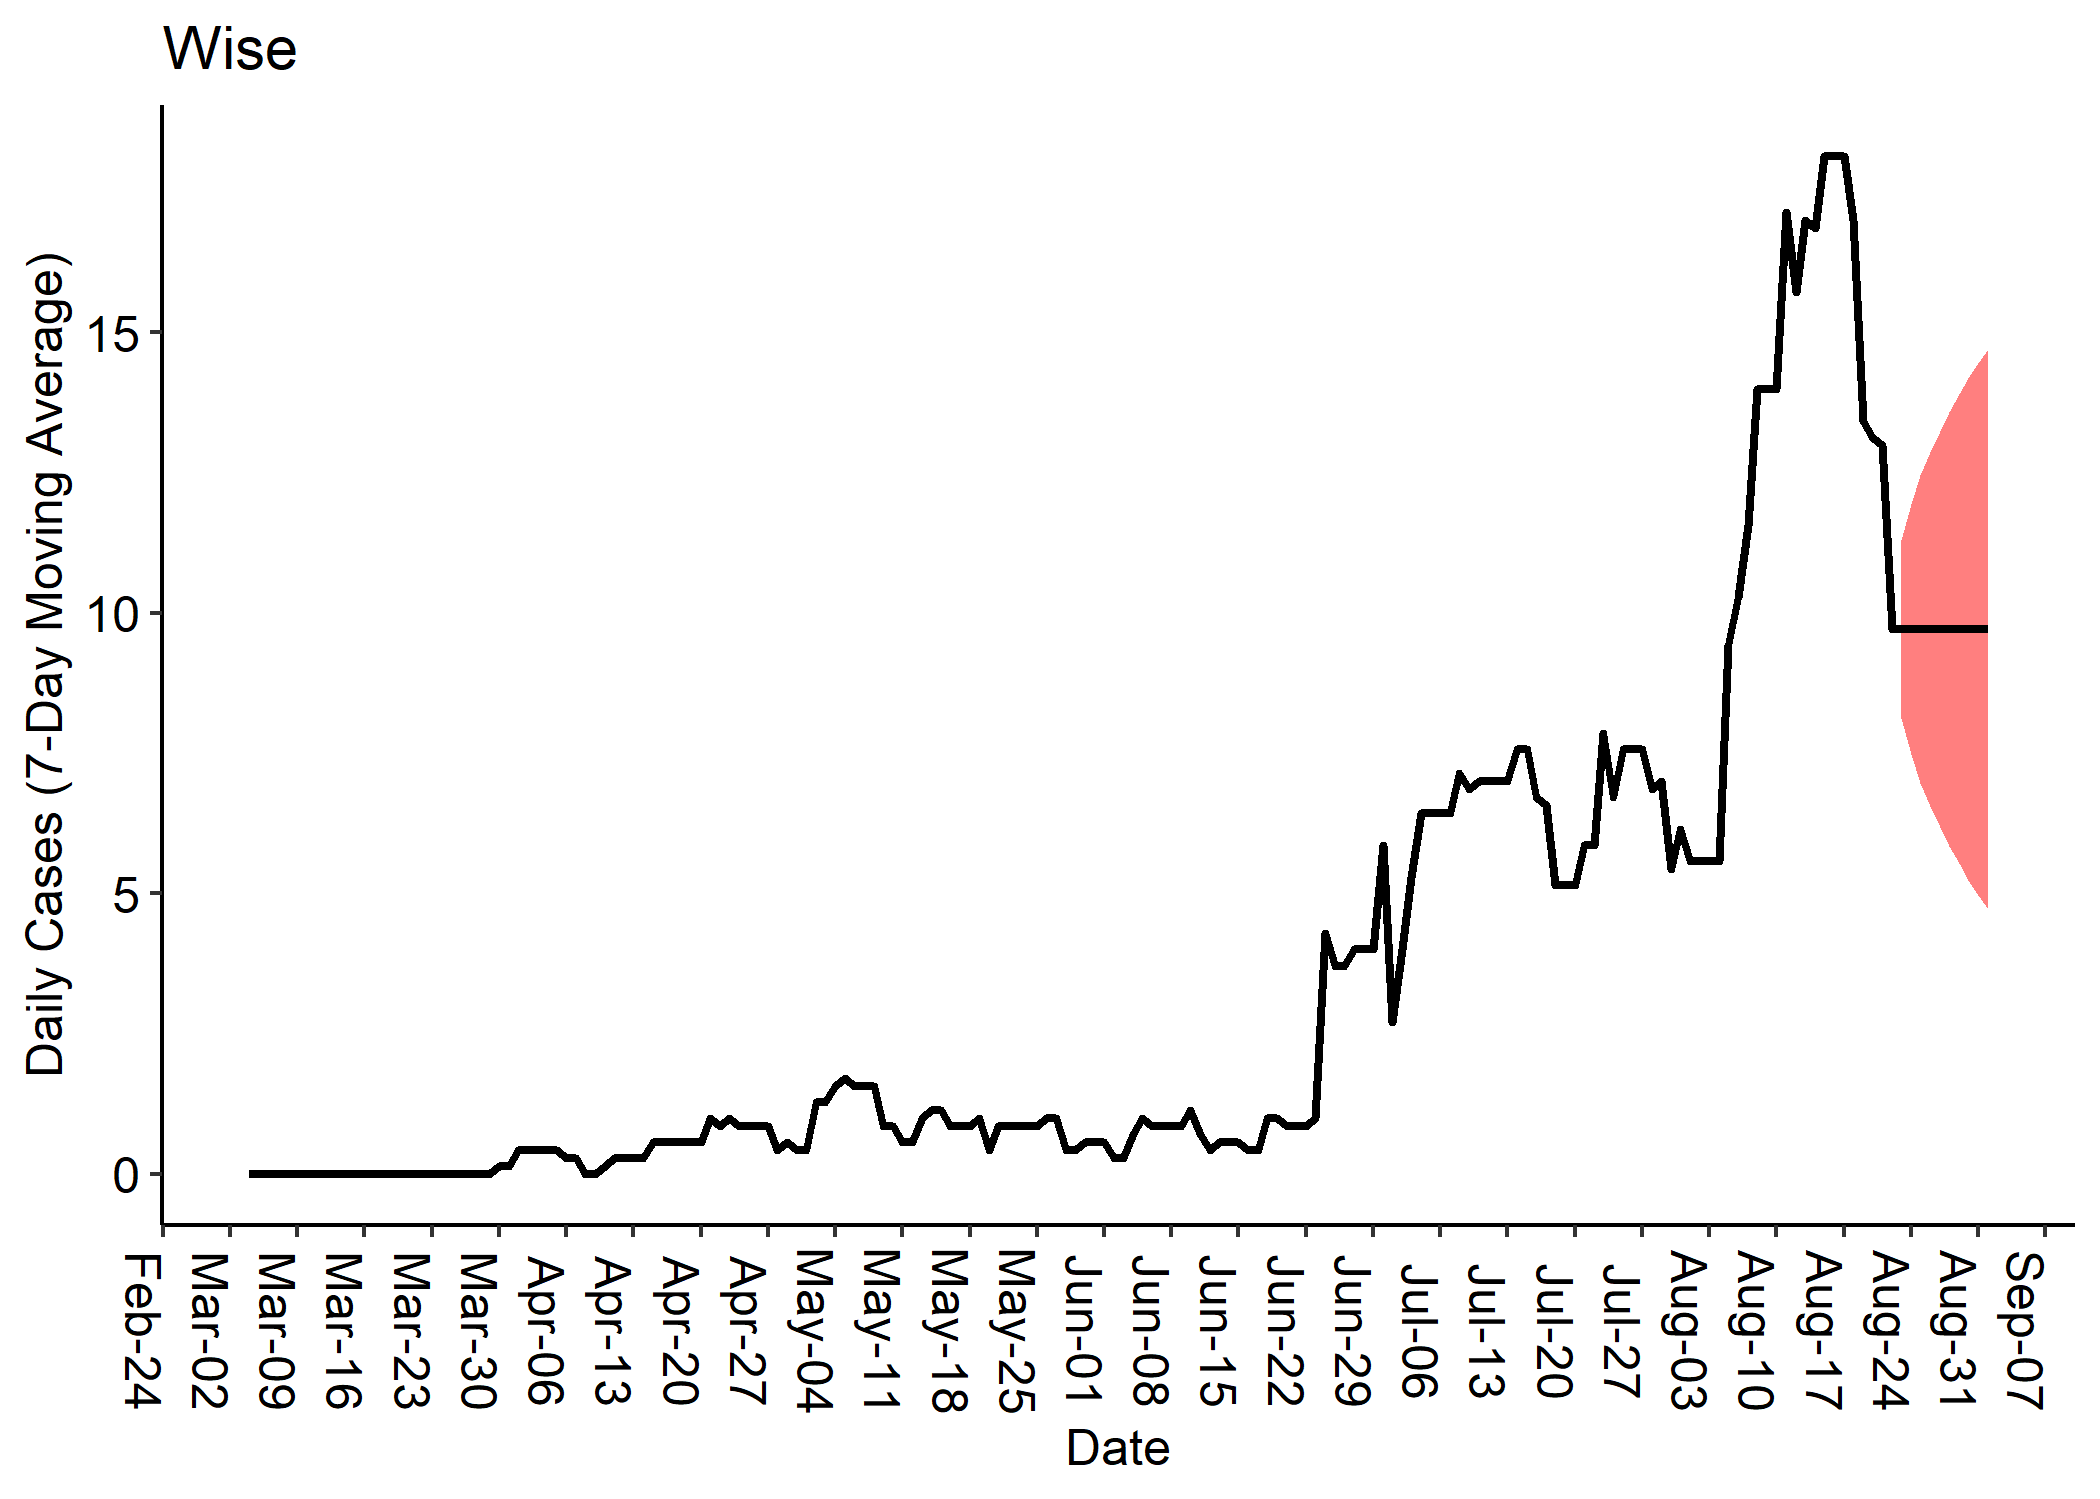 Wise
Daily Cases (7-Day Moving Average)
15
10
5
0
Feb-24
Mar-02
Mar-09
Mar-16
Mar-23
Mar-30
Apr-06
Apr-13
Apr-20
Apr-27
May-04
May-11
May-18
May-25
Jun-01
Jun-08
Jun-15
Jun-22
Jun-29
Jul-06
Jul-13
Jul-20
Jul-27
Aug-03
Aug-10
Aug-17
Aug-24
Aug-31
Sep-07
Date